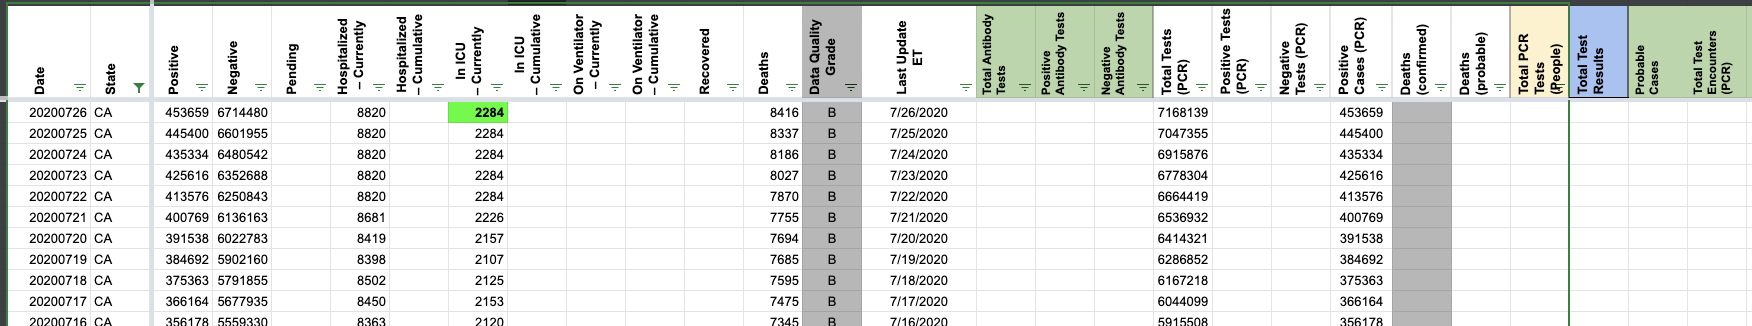 Date State Positive Negative Pending Hospitalized – Currently Hospitalized – Cumulative In ICU – Currently In ICU – Cumulative On Ventilator – Currently On Ventilator – Cumulative Recovered Deaths Data Quality Grade Last Update ET Total Antibody Tests Positive Antibody Tests Negative Antibody Tests Total Tests (PCR) Positive Tests (PCR) Negative Tests (PCR) Positive Cases (PCR) Deaths (confirmed) Deaths (probable) Total PCR Tests (People) Total Test Results Probable Cases Total Test Encounters (PCR)
20200726 CA 453659 6714480 8820 2284 8416 B 7/26/2020 7168139 453659
20200725 CA 445400 6601955 8820 2284 8337 B 7/25/2020 7047355 445400
20200724 CA 435334 6480542 8820 2284 8186 B 7/24/2020 6915876 435334
20200723 CA 425616 6352688 8820 2284 8027 B 7/23/2020 6778304 425616
20200722 CA 413576 6250843 8820 2284 7870 B 7/22/2020 6664419 413576
20200721 CA 400769 6136163 8681 2226 7755 B 7/21/2020 6536932 400769
20200720 CA 391538 6022783 8419 2157 7694 B 7/20/2020 6414321 391538
20200719 CA 384692 5902160 8398 2107 7685 B 7/19/2020 6286852 384692
20200718 CA 375363 5791855 8502 2125 7595 B 7/18/2020 6167218 375363
20200717 CA 366164 5677935 8450 2153 7475 B 7/17/2020 6044099 366164
20200716 CA 356178 5559330 8363 2120 7345 B 7/16/2020 5915508 356178